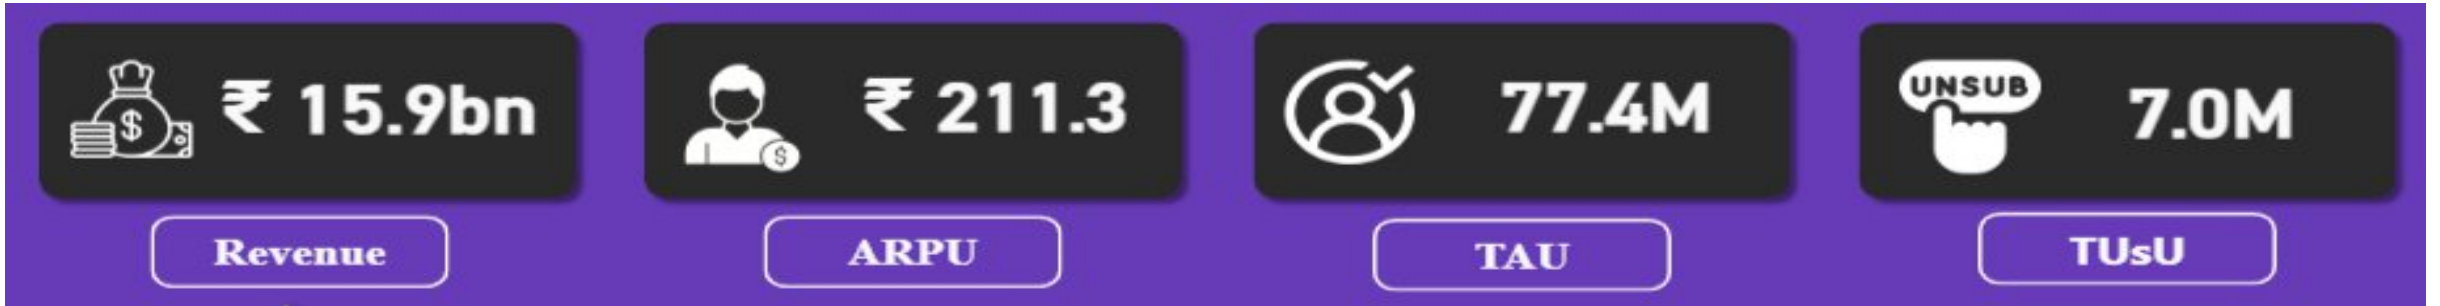 ₹ 15.9bn
₹ 211.3
77.4M
UNSUB
7.0M
Revenue
ARPU
TAU
TUsU